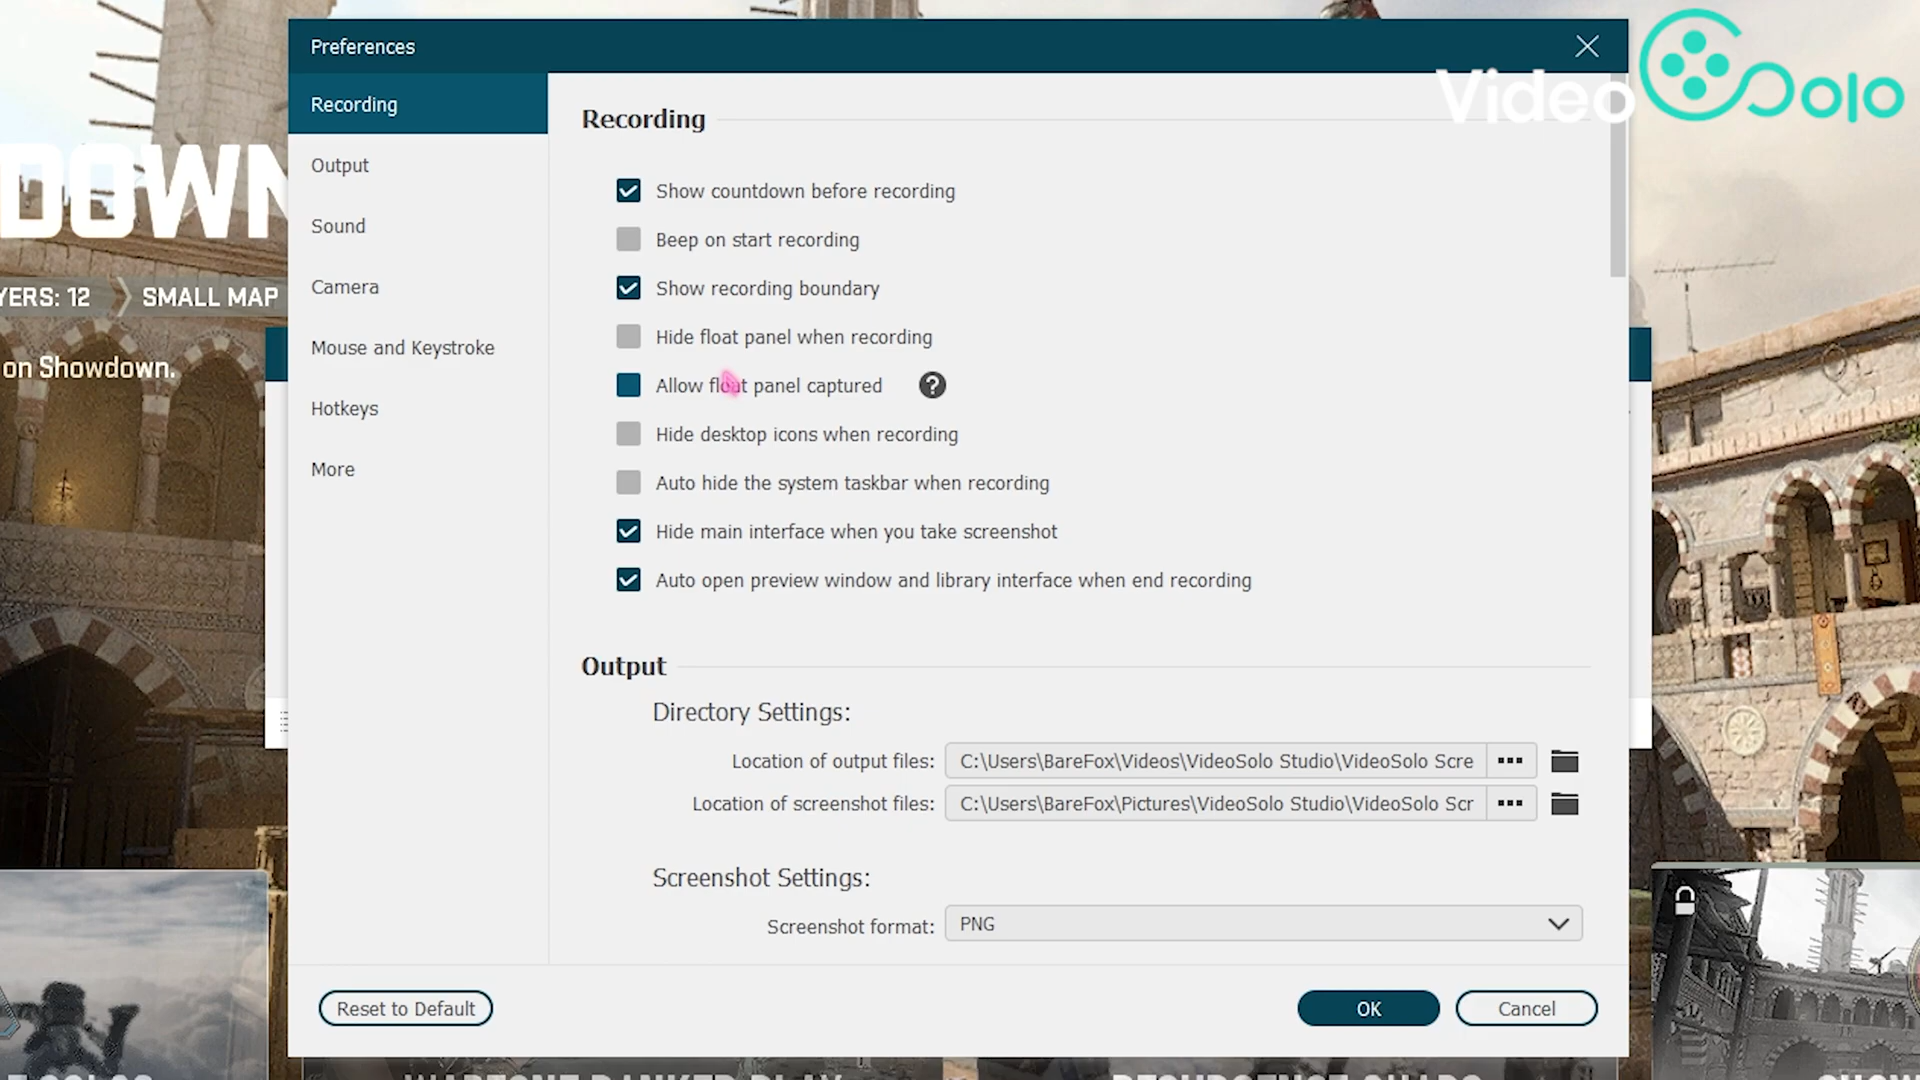 Preferences
Video Solo
Recording
Output
Sound
Camera
Mouse and Keystroke
Hotkeys
More
Recording
Show countdown before recording
Beep on start recording
Show recording boundary
Hide float panel when recording
Allow float panel captured
Hide desktop icons when recording
Auto hide the system taskbar when recording
Hide main interface when you take screenshot
Auto open preview window and library interface when end recording
Output
Directory Settings:
Location of output files: C:\Users\BareFox\Videos\VideoSolo Studio\VideoSolo Scre
Location of screenshot files: C:\Users\BareFox\Pictures\VideoSolo Studio\VideoSolo Scr
Screenshot Settings:
Screenshot format: PNG
Reset to Default
OK
Cancel
DOWN
YERS: 12
SMALL MAP
on Showdown.